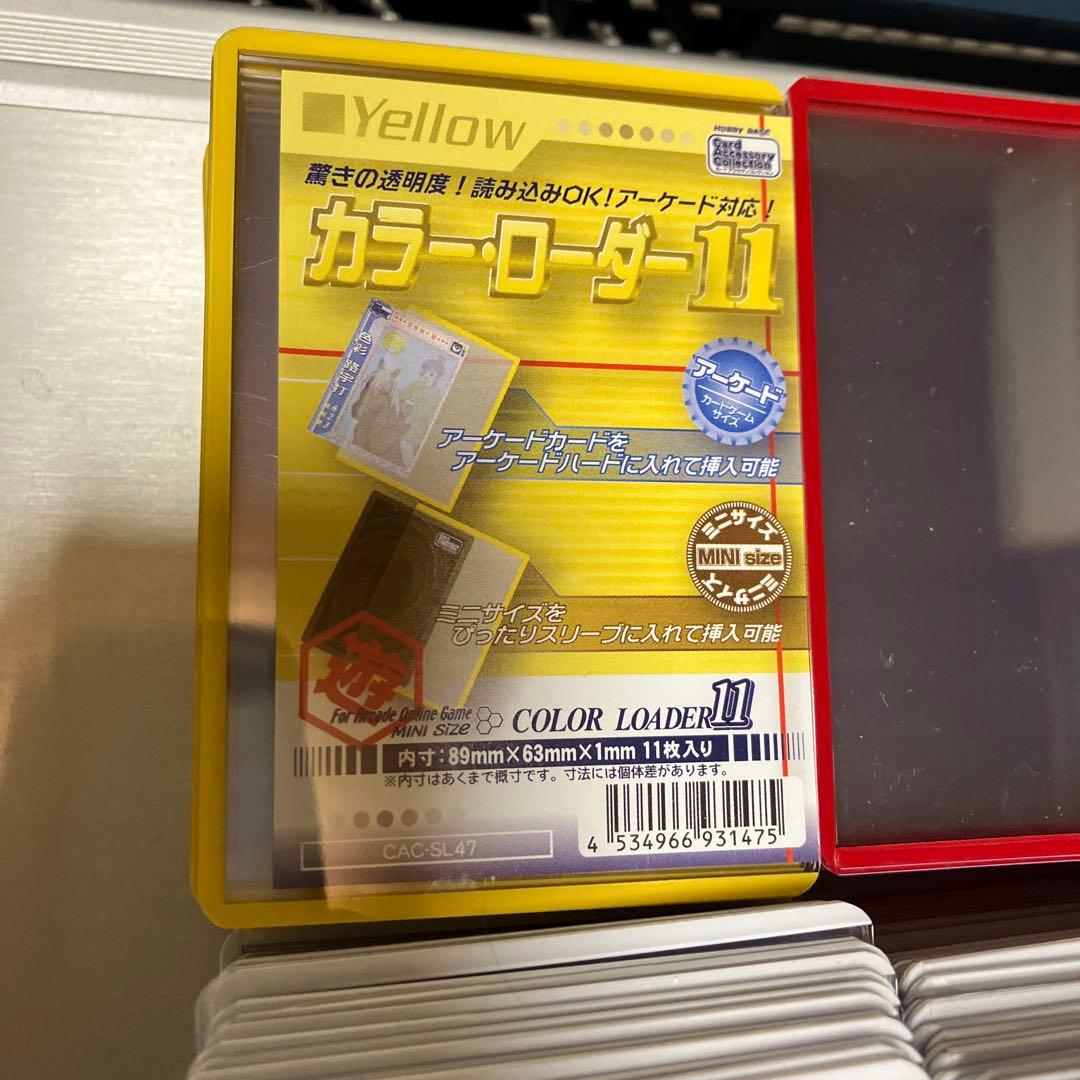 Yellow
HOBBY BASE
Card
Accessory
Collection
驚きの透明度！読み込みOK！アーケード対応！
カラー・ローダー11
アーケード
カードゲーム
サイズ
アーケードカードを
アーケードハードに入れて挿入可能
ミニサイズ
MINI size
ミニサイズ
ミニサイズを
ぴったりスリーブに入れて挿入可能
遊
For Arcade Online Game
MINI size
COLOR LOADER 11
内寸：89mm×63mm×1mm 11枚入り
※内寸はあくまで概寸です。寸法には個体差があります。
4 534966 931475
CAC-SL47